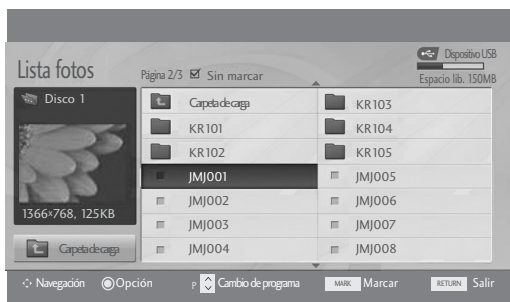 Lista fotos
Página 2/3 Sin marcar
Dispositivo USB
Espacio lib. 150MB
Disco 1
1366×768, 125KB
Carpeta de carga
Carpeta de carga
KR101
KR102
JMJ001
JMJ002
JMJ003
JMJ004
KR103
KR104
KR105
JMJ005
JMJ006
JMJ007
JMJ008
Navegación Opción P Cambio de programa MARK Marcar RETURN Salir